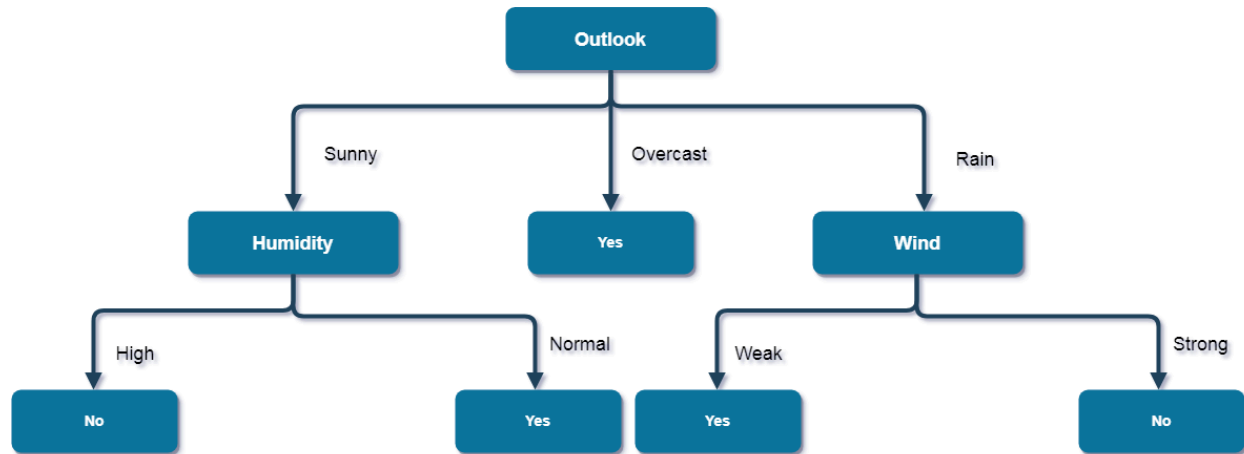 Outlook
Sunny
Overcast
Rain
Humidity
Yes
Wind
High
Normal
Weak
Strong
No
Yes
Yes
No